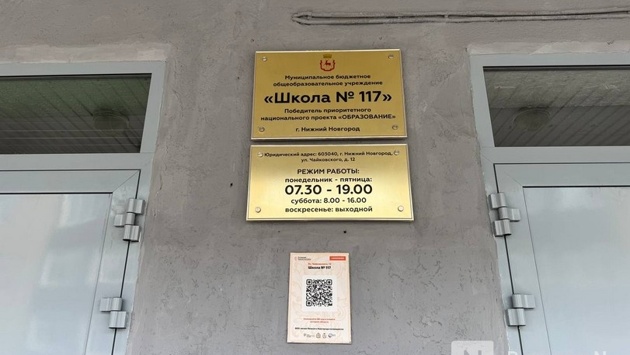 Муниципальное бюджетное
общеобразовательное учреждение
«Школа № 117»
Победитель приоритетного
национального проекта «ОБРАЗОВАНИЕ»
г. Нижний Новгород
Юридический адрес: 603040, г. Нижний Новгород,
ул. Чайковского, д. 12
РЕЖИМ РАБОТЫ:
понедельник - пятница:
07.30 - 19.00
суббота: 8.00 - 16.00
воскресенье: выходной
Школа № 117